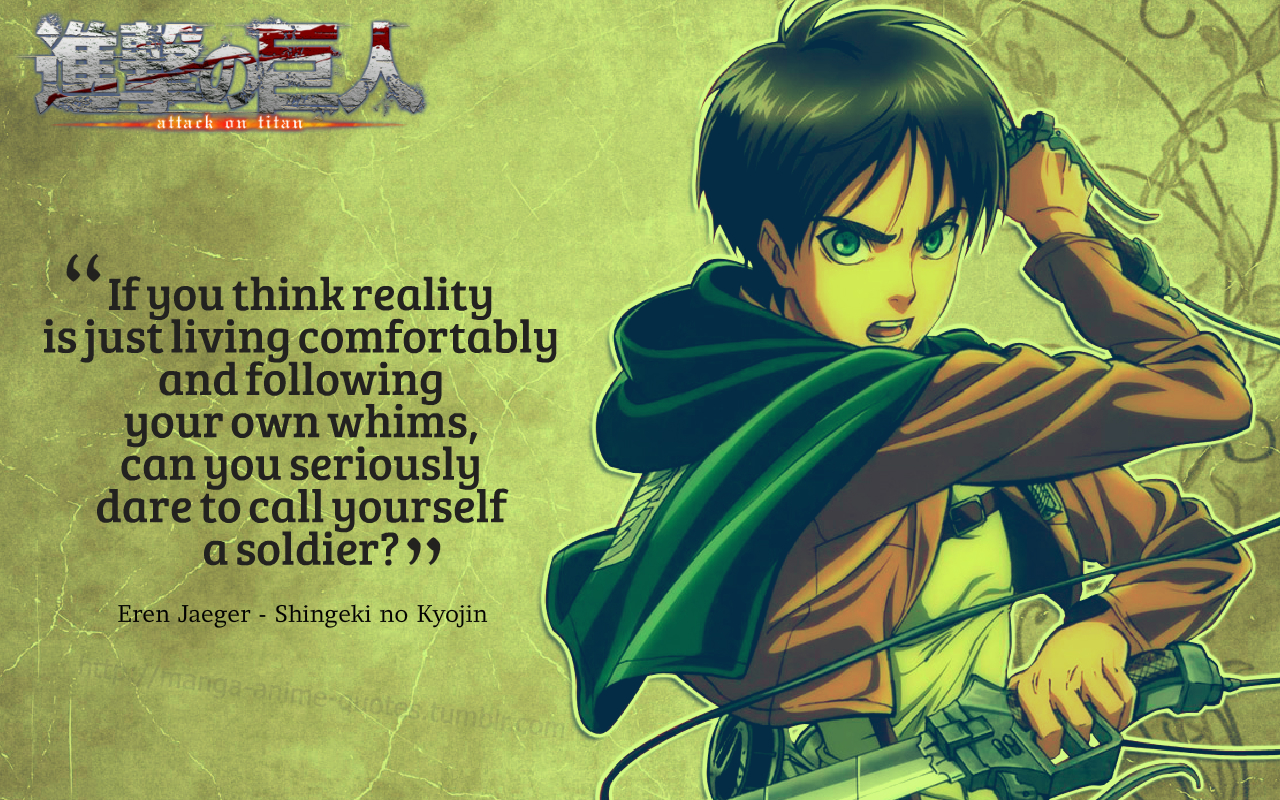 進撃の巨人
attack on titan
“If you think reality
is just living comfortably
and following
your own whims,
can you seriously
dare to call yourself
a soldier?”
Eren Jaeger - Shingeki no Kyojin
http://manga-anime-quotes.tumblr.com